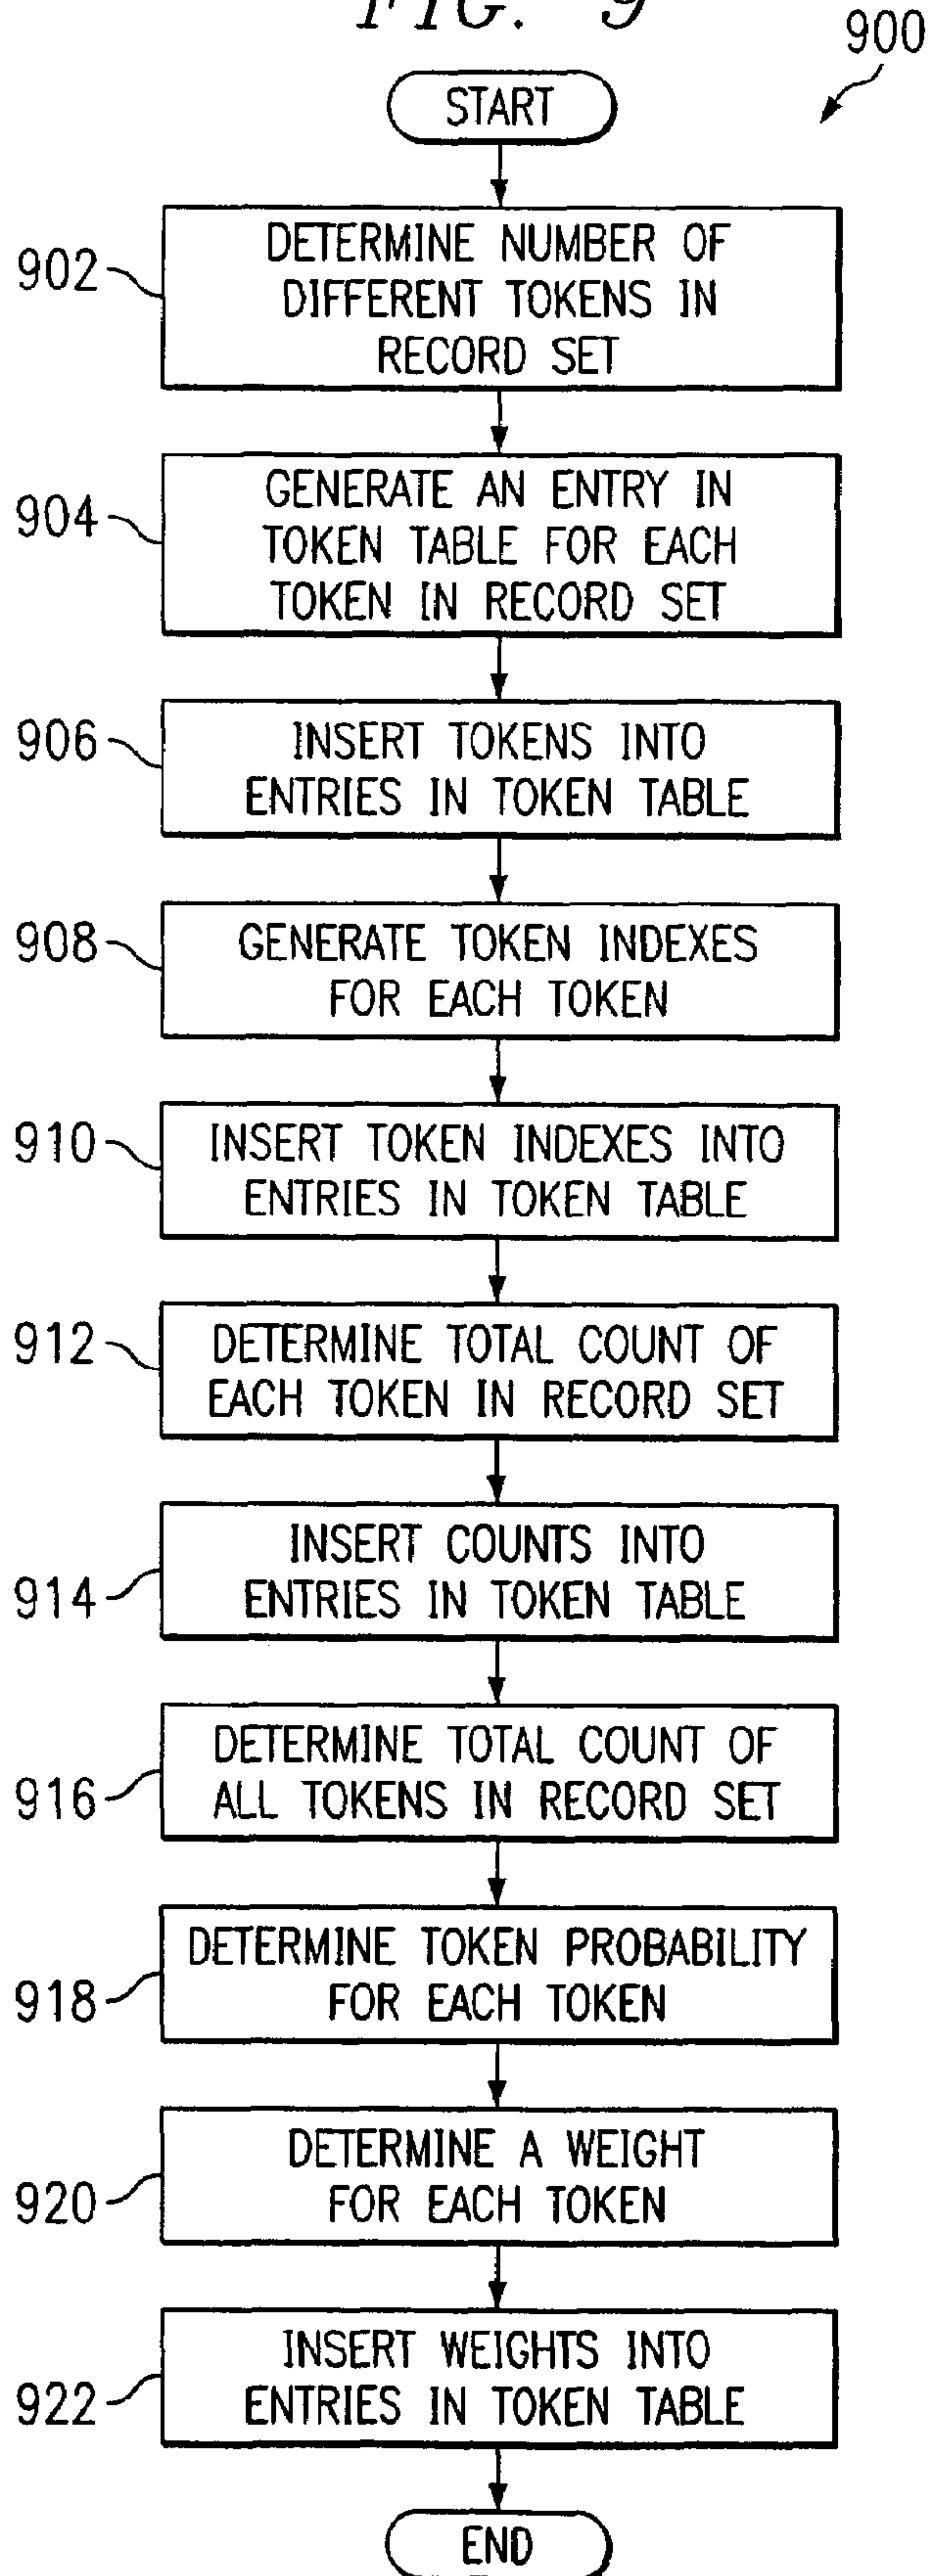 FIG. 9
900
START
902
DETERMINE NUMBER OF
DIFFERENT TOKENS IN
RECORD SET
904
GENERATE AN ENTRY IN
TOKEN TABLE FOR EACH
TOKEN IN RECORD SET
906
INSERT TOKENS INTO
ENTRIES IN TOKEN TABLE
908
GENERATE TOKEN INDEXES
FOR EACH TOKEN
910
INSERT TOKEN INDEXES INTO
ENTRIES IN TOKEN TABLE
912
DETERMINE TOTAL COUNT OF
EACH TOKEN IN RECORD SET
914
INSERT COUNTS INTO
ENTRIES IN TOKEN TABLE
916
DETERMINE TOTAL COUNT OF
ALL TOKENS IN RECORD SET
918
DETERMINE TOKEN PROBABILITY
FOR EACH TOKEN
920
DETERMINE A WEIGHT
FOR EACH TOKEN
922
INSERT WEIGHTS INTO
ENTRIES IN TOKEN TABLE
END